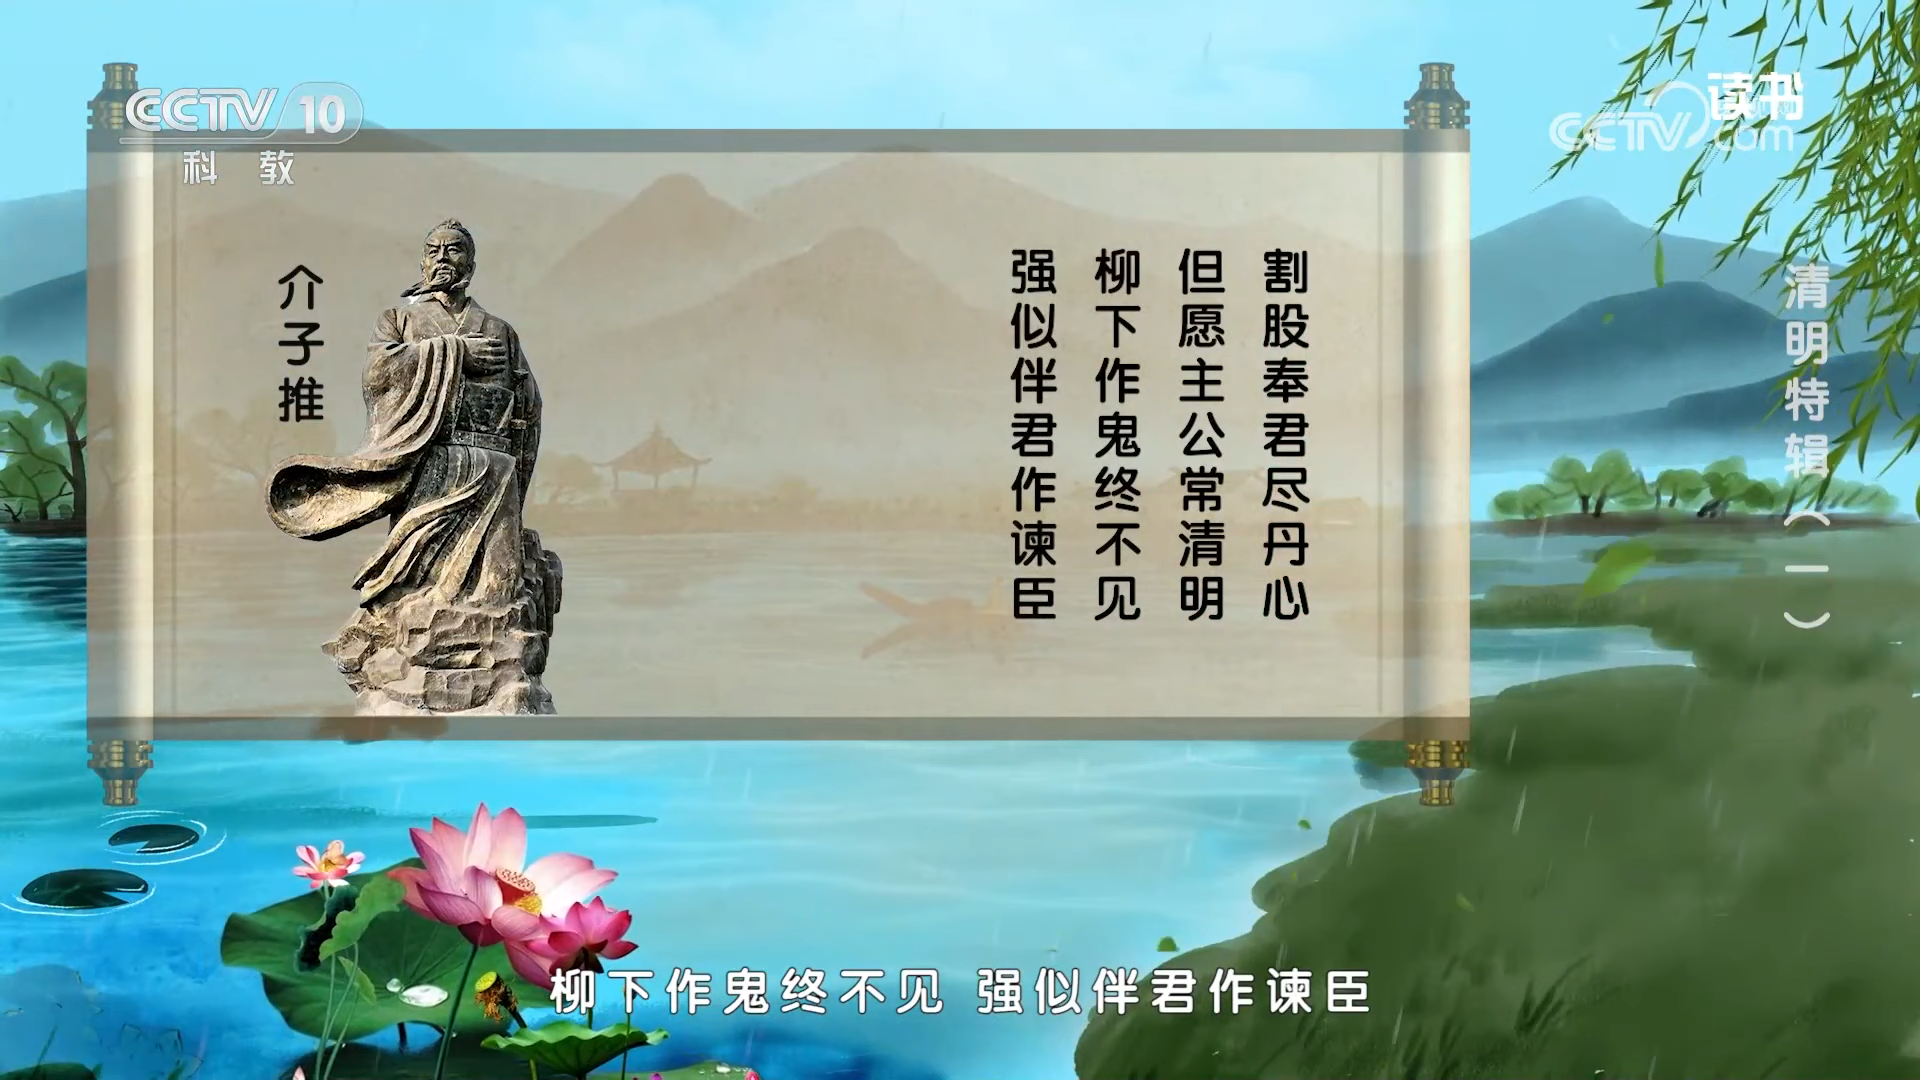 CCTV 10
科 教
读书
CCTV.com
清明特辑（一）
割股奉君尽丹心
但愿主公常清明
柳下作鬼终不见
强似伴君作谏臣
介子推
柳下作鬼终不见 强似伴君作谏臣